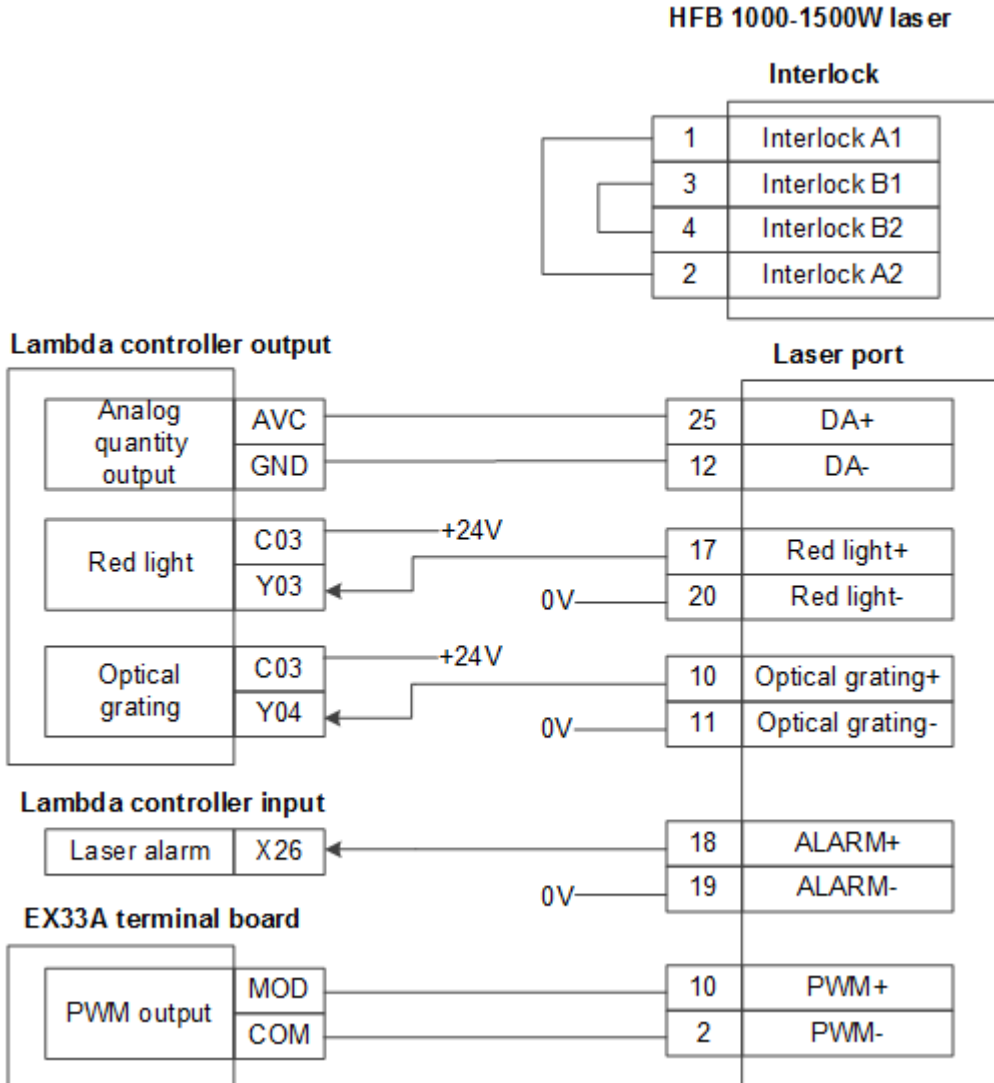 HFB 1000-1500W laser
Interlock
1 Interlock A1
3 Interlock B1
4 Interlock B2
2 Interlock A2
Lambda controller output
Laser port
Analog
quantity
output
AVC
GND
25 DA+
12 DA-
Red light
C03
Y03
+24V
0V
17 Red light+
20 Red light-
Optical
grating
C03
Y04
+24V
0V
10 Optical grating+
11 Optical grating-
Lambda controller input
Laser alarm X26
0V
18 ALARM+
19 ALARM-
EX33A terminal board
PWM output
MOD
COM
10 PWM+
2 PWM-